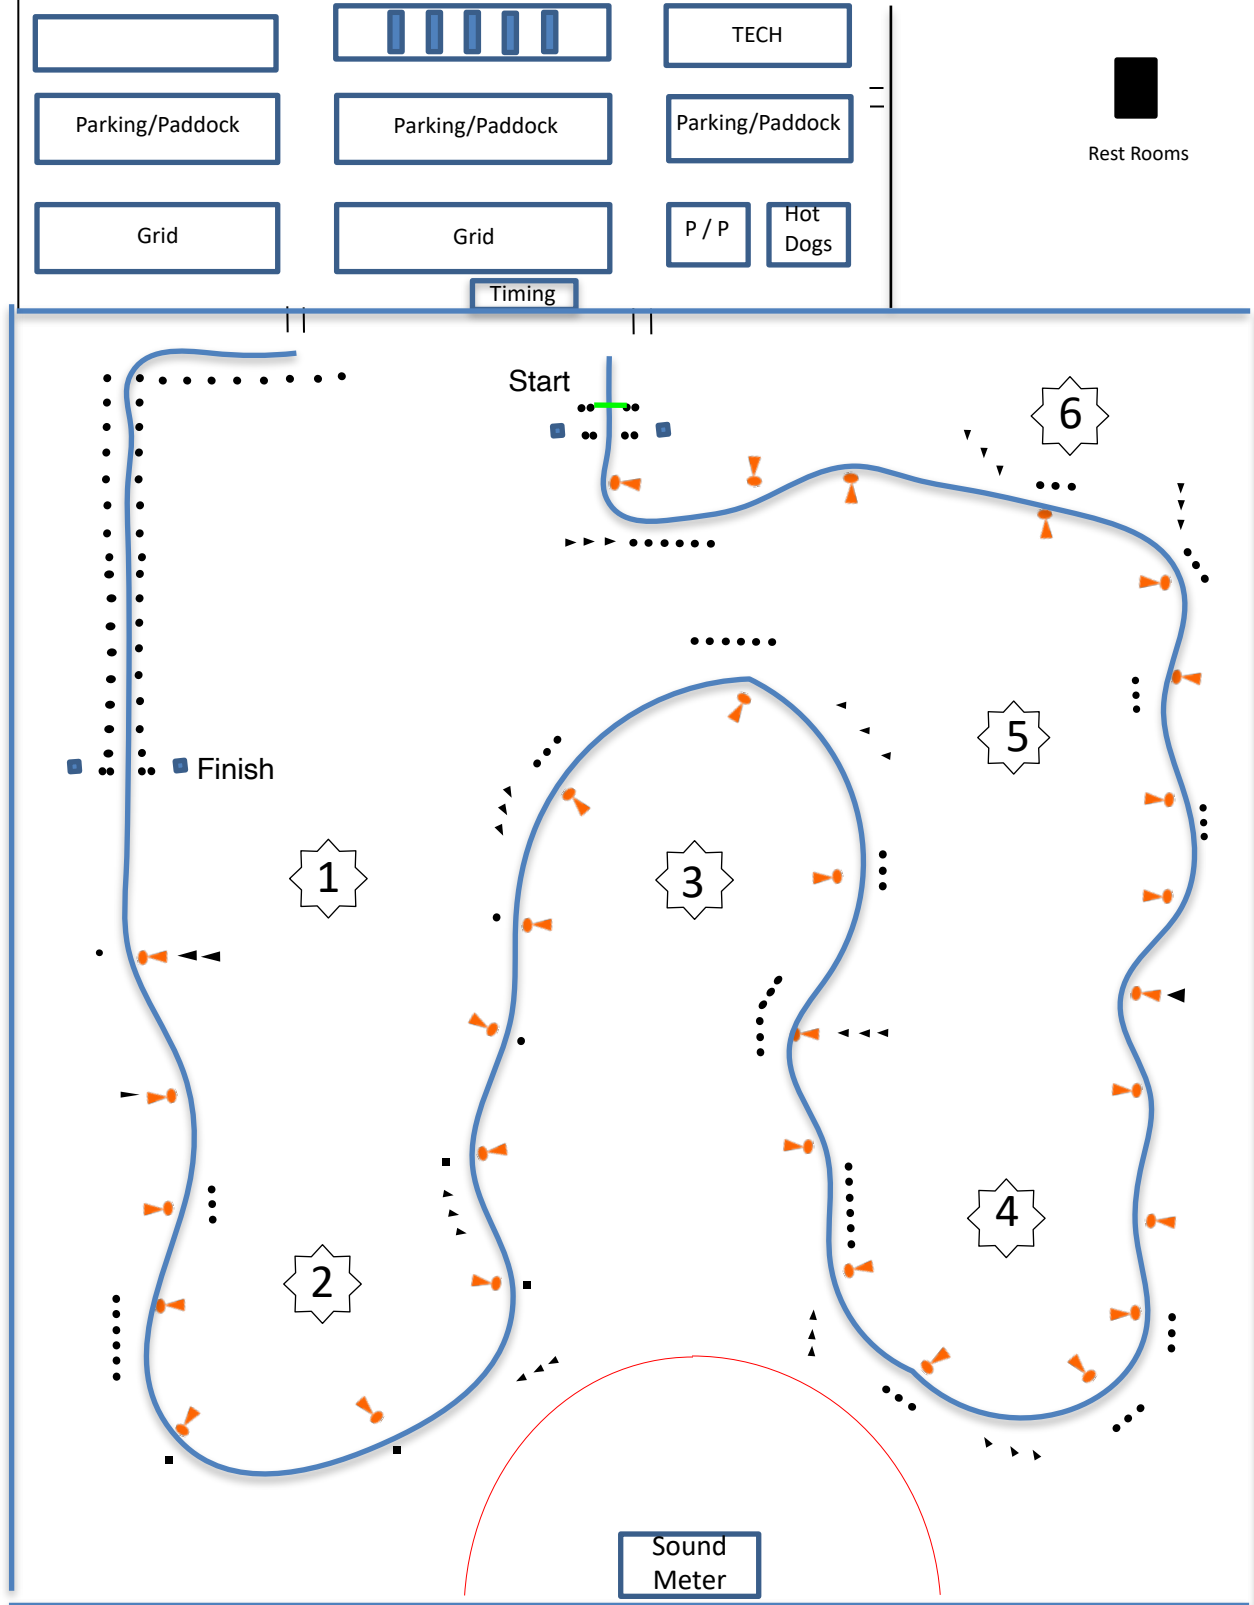 TECH
Parking/Paddock
Parking/Paddock
Parking/Paddock
Rest Rooms
Grid
Grid
P / P
Hot
Dogs
Timing
Start
6
5
Finish
1
3
4
2
Sound
Meter